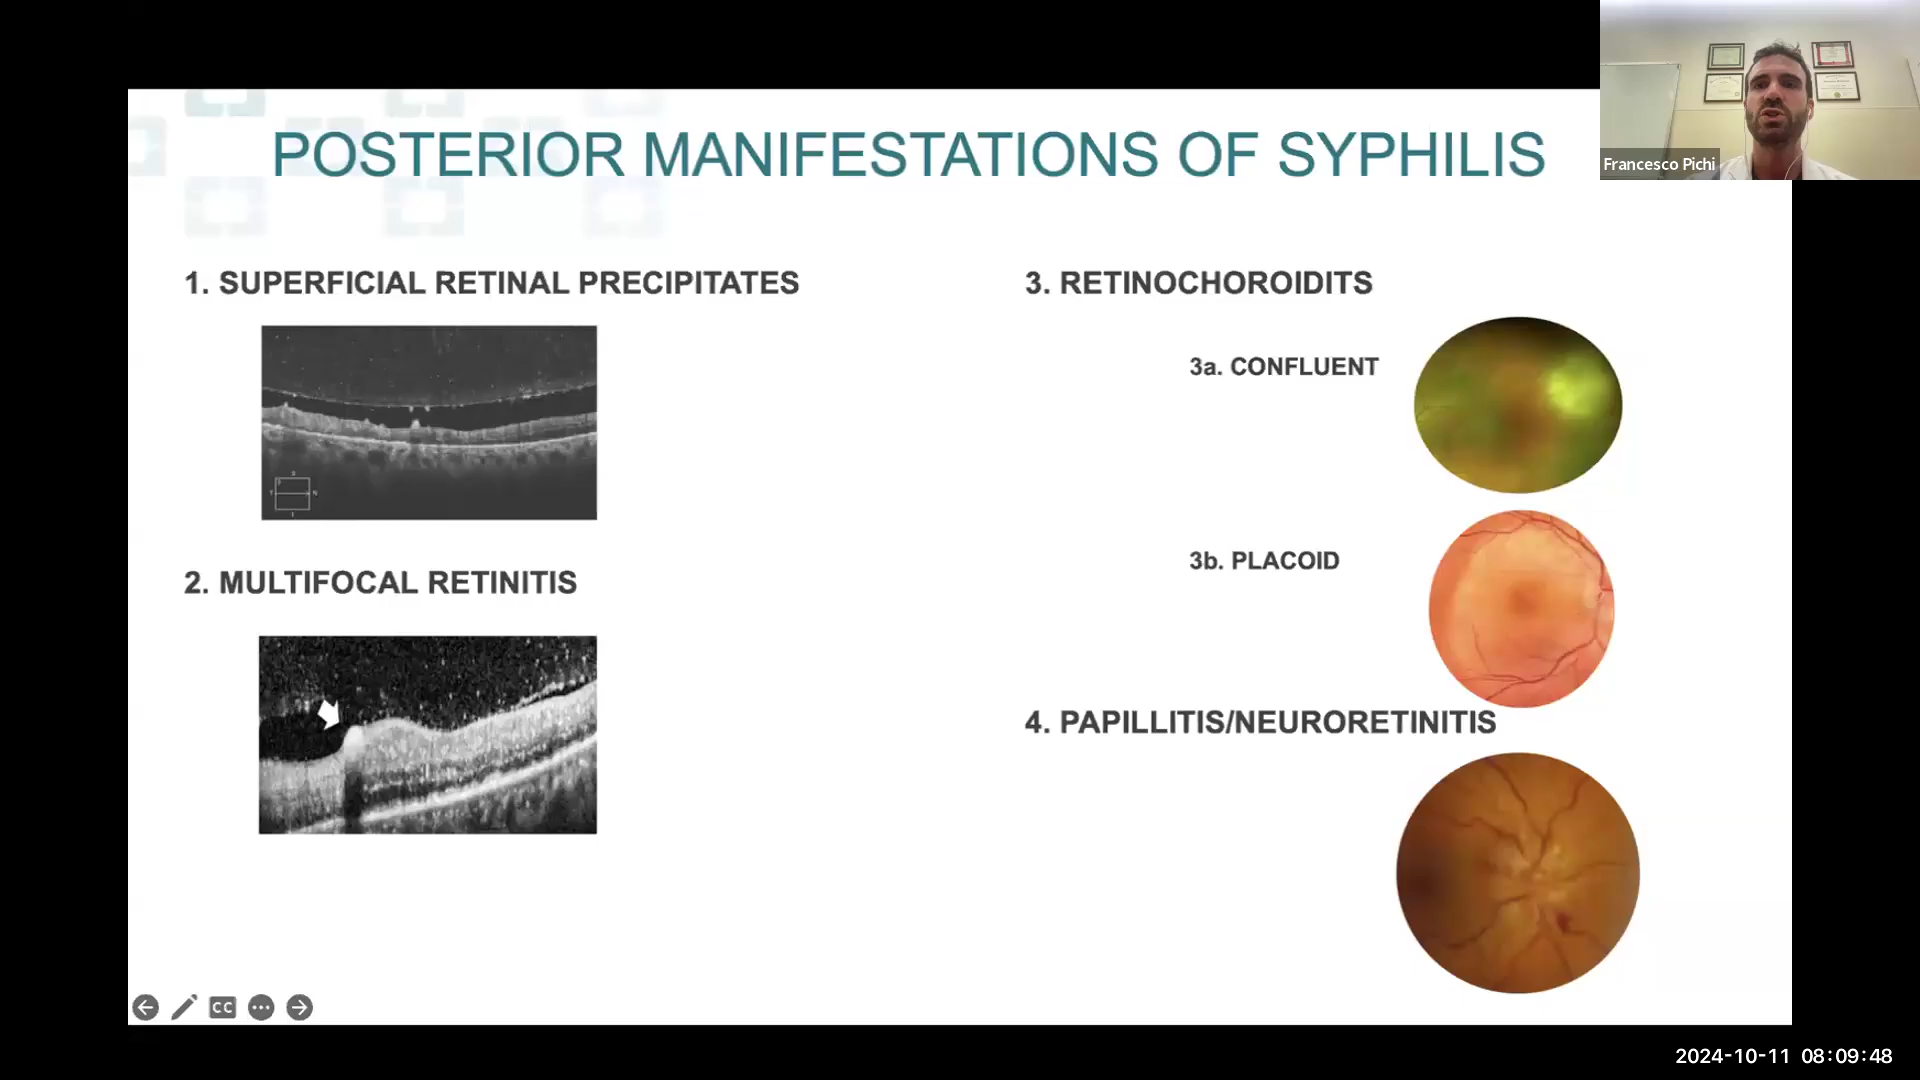 POSTERIOR MANIFESTATIONS OF SYPHILIS
Francesco Pichi
1. SUPERFICIAL RETINAL PRECIPITATES
2. MULTIFOCAL RETINITIS
3. RETINOCHOROIDITS
3a. CONFLUENT
3b. PLACOID
4. PAPILLITIS/NEURORETINITIS
CC
2024-10-11 08:09:48